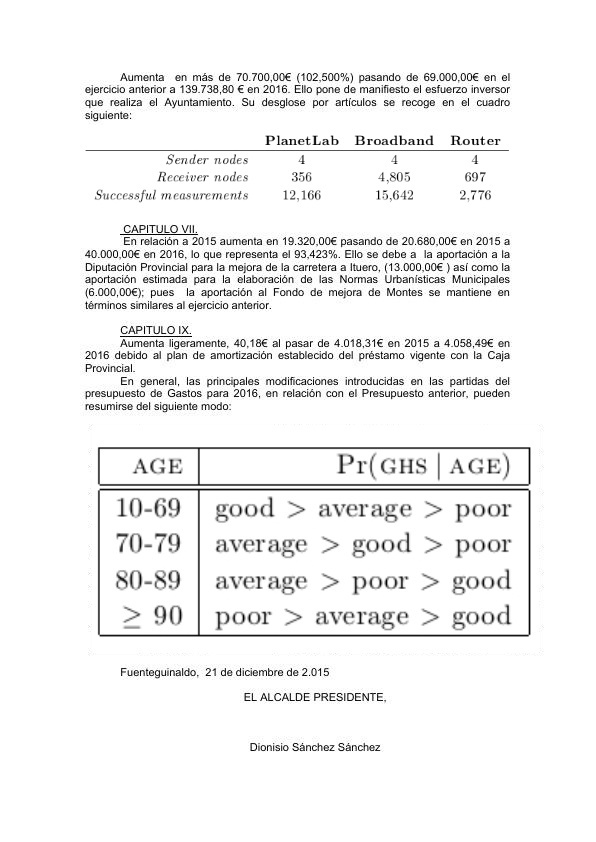 Aumenta en más de 70.700,00€ (102,500%) pasando de 69.000,00€ en el
ejercicio anterior a 139.738,80 € en 2016. Ello pone de manifiesto el esfuerzo inversor
que realiza el Ayuntamiento. Su desglose por artículos se recoge en el cuadro
siguiente:
PlanetLab Broadband Router
Sender nodes 4 4 4
Receiver nodes 356 4,805 697
Successful measurements 12,166 15,642 2,776
CAPITULO VII.
En relación a 2015 aumenta en 19.320,00€ pasando de 20.680,00€ en 2015 a
40.000,00€ en 2016, lo que representa el 93,423%. Ello se debe a la aportación a la
Diputación Provincial para la mejora de la carretera a Ituero, (13.000,00€ ) así como la
aportación estimada para la elaboración de las Normas Urbanísticas Municipales
(6.000,00€); pues la aportación al Fondo de mejora de Montes se mantiene en
términos similares al ejercicio anterior.
CAPITULO IX.
Aumenta ligeramente, 40,18€ al pasar de 4.018,31€ en 2015 a 4.058,49€ en
2016 debido al plan de amortización establecido del préstamo vigente con la Caja
Provincial.
En general, las principales modificaciones introducidas en las partidas del
presupuesto de Gastos para 2016, en relación con el Presupuesto anterior, pueden
resumirse del siguiente modo:
AGE Pr(GHS | AGE)
10-69 good > average > poor
70-79 average > good > poor
80-89 average > poor > good
≥ 90 poor > average > good
Fuenteguinaldo, 21 de diciembre de 2.015
EL ALCALDE PRESIDENTE,
Dionisio Sánchez Sánchez